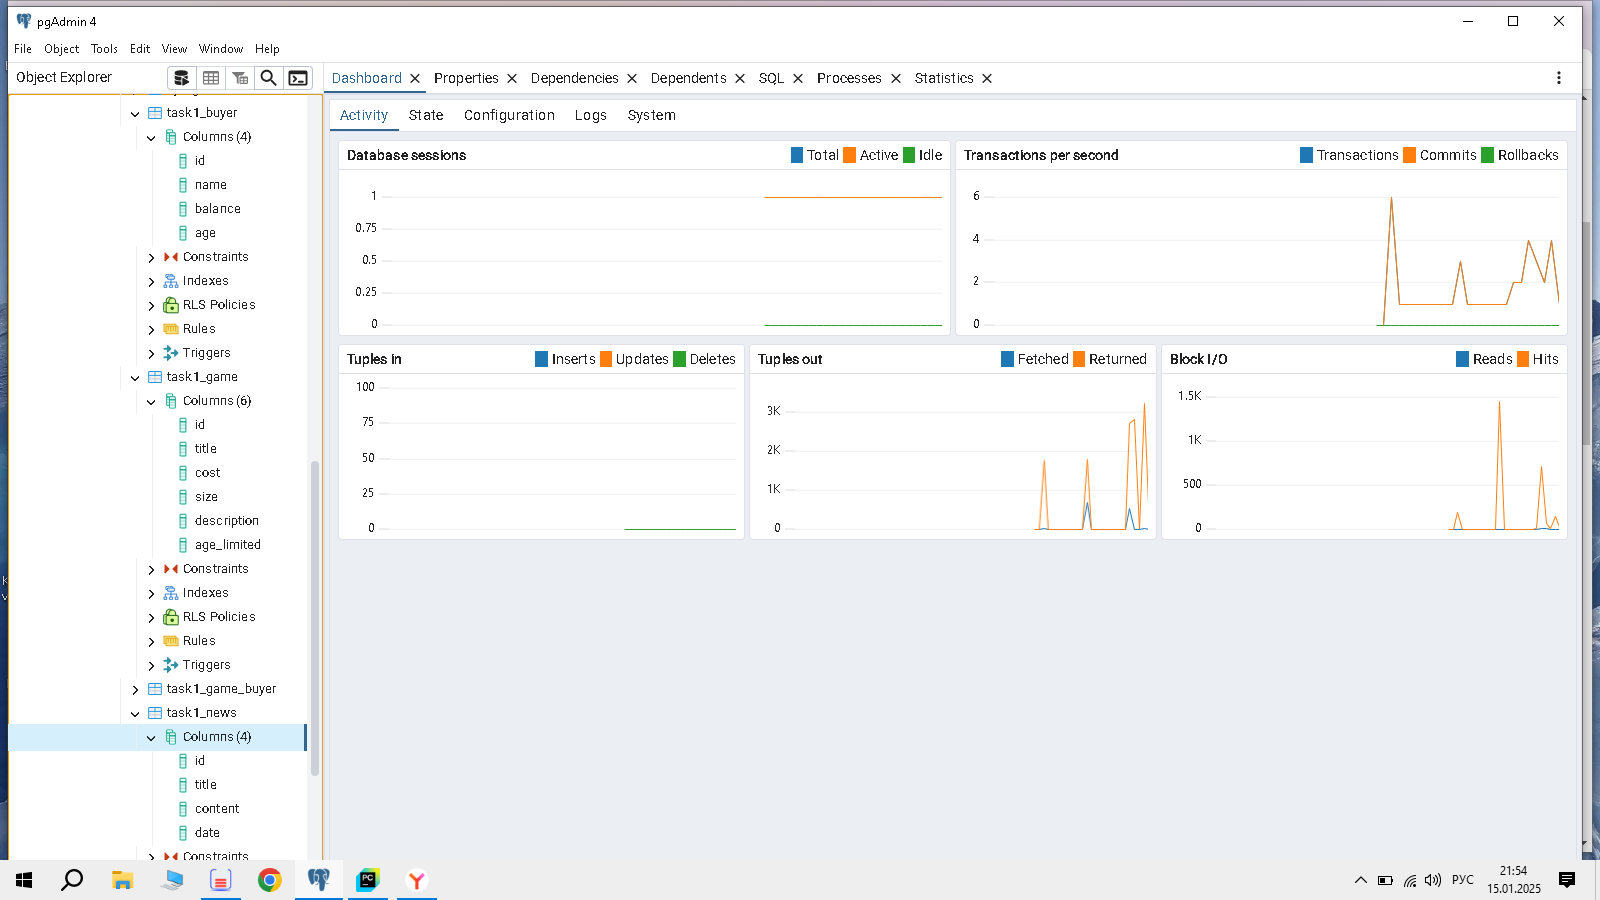 pgAdmin 4
File Object Tools Edit View Window Help
Object Explorer
task1_buyer
Columns (4)
id
name
balance
age
Constraints
Indexes
RLS Policies
Rules
Triggers
task1_game
Columns (6)
id
title
cost
size
description
age_limited
Constraints
Indexes
RLS Policies
Rules
Triggers
task1_game_buyer
task1_news
Columns (4)
id
title
content
date
Constraints
Dashboard Properties Dependencies Dependents SQL Processes Statistics
Activity State Configuration Logs System
Database sessions Total Active Idle
1
0.75
0.5
0.25
0
Transactions per second Transactions Commits Rollbacks
6
4
2
0
Tuples in Inserts Updates Deletes
100
75
50
25
0
Tuples out Fetched Returned
3K
2K
1K
0
Block I/O Reads Hits
1.5K
1K
500
0
PC
РУС
21:54
15.01.2025